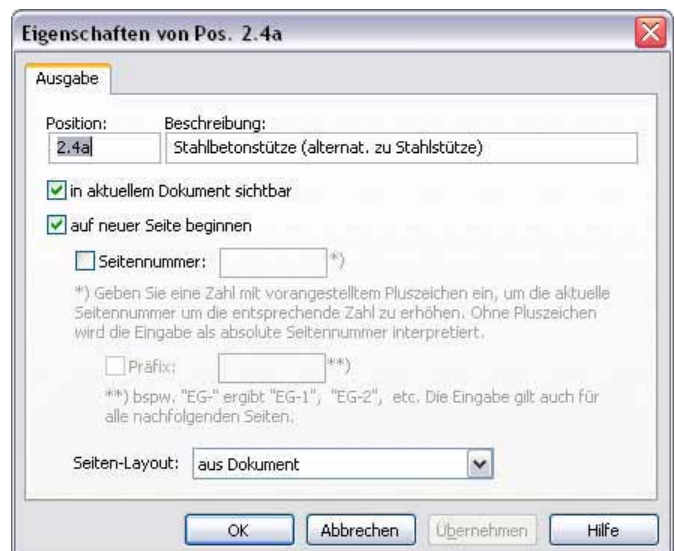 Eigenschaften von Pos. 2.4a
Ausgabe
Position: Beschreibung:
2.4a Stahlbetonstütze (alternat. zu Stahlstütze)
in aktuellem Dokument sichtbar
auf neuer Seite beginnen
Seitennummer: *)
*) Geben Sie eine Zahl mit vorangestelltem Pluszeichen ein, um die aktuelle
Seitennummer um die entsprechende Zahl zu erhöhen. Ohne Pluszeichen
wird die Eingabe als absolute Seitennummer interpretiert.
Präfix: **)
**) bspw. "EG-" ergibt "EG-1", "EG-2", etc. Die Eingabe gilt auch für
alle nachfolgenden Seiten.
Seiten-Layout: aus Dokument
OK Abbrechen Übernehmen Hilfe